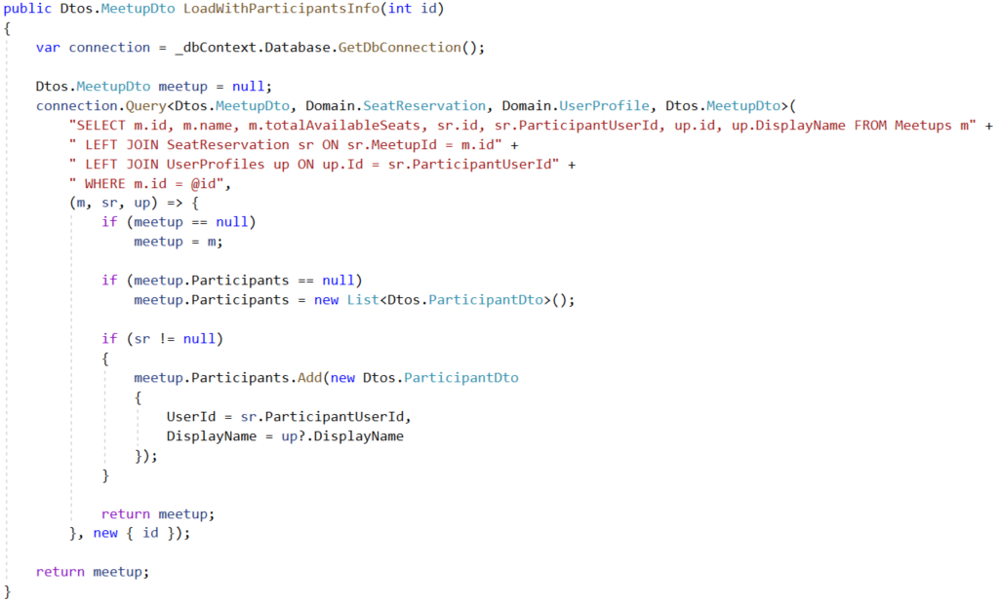 public Dtos.MeetupDto LoadWithParticipantsInfo(int id)
{
    var connection = _dbContext.Database.GetDbConnection();

    Dtos.MeetupDto meetup = null;
    connection.Query<Dtos.MeetupDto, Domain.SeatReservation, Domain.UserProfile, Dtos.MeetupDto>(
        "SELECT m.id, m.name, m.totalAvailableSeats, sr.id, sr.ParticipantUserId, up.id, up.DisplayName FROM Meetups m" +
        " LEFT JOIN SeatReservation sr ON sr.MeetupId = m.id" +
        " LEFT JOIN UserProfiles up ON up.Id = sr.ParticipantUserId" +
        " WHERE m.id = @id",
        (m, sr, up) => {
            if (meetup == null)
                meetup = m;

            if (meetup.Participants == null)
                meetup.Participants = new List<Dtos.ParticipantDto>();

            if (sr != null)
            {
                meetup.Participants.Add(new Dtos.ParticipantDto
                {
                    UserId = sr.ParticipantUserId,
                    DisplayName = up?.DisplayName
                });
            }

            return meetup;
        }, new { id });

    return meetup;
}